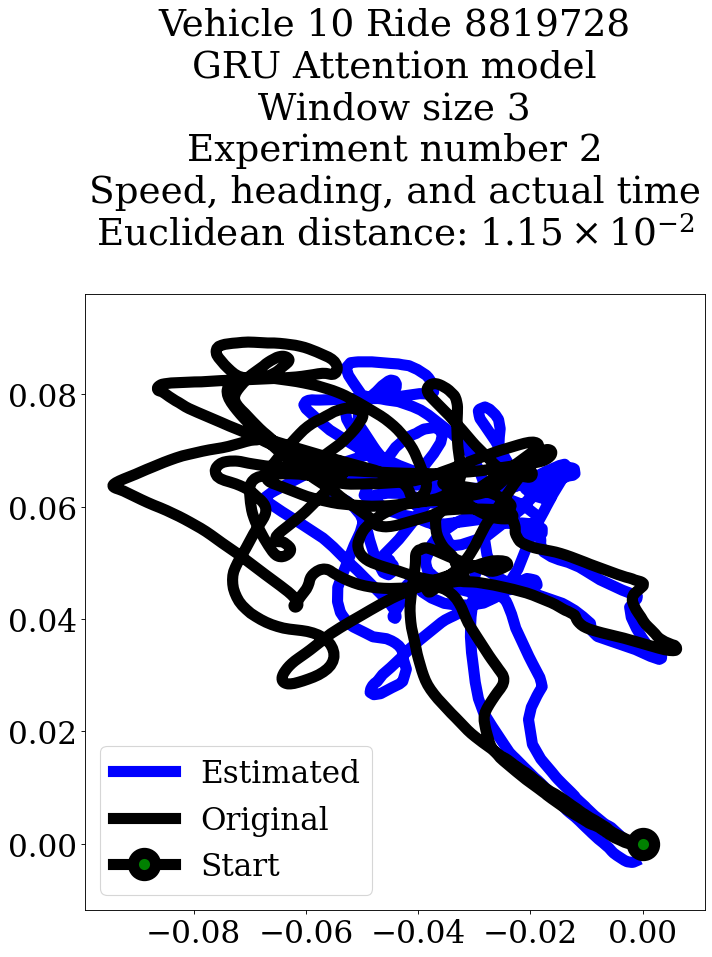 Vehicle 10 Ride 8819728
GRU Attention model
Window size 3
Experiment number 2
Speed, heading, and actual time
Euclidean distance: 1.15 × 10⁻²
0.08
0.06
0.04
0.02
0.00
Estimated
Original
Start
−0.08 −0.06 −0.04 −0.02 0.00